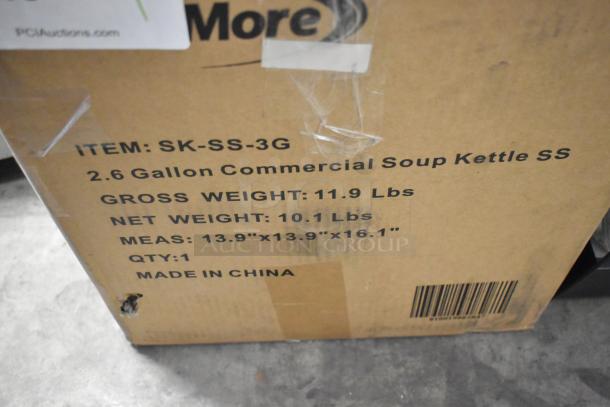 PCIAuctions.com
More
ITEM: SK-SS-3G
2.6 Gallon Commercial Soup Kettle SS
GROSS WEIGHT: 11.9 Lbs
NET WEIGHT: 10.1 Lbs
MEAS: 13.9"x13.9"x16.1"
AUCTION GROUP
QTY:1
MADE IN CHINA